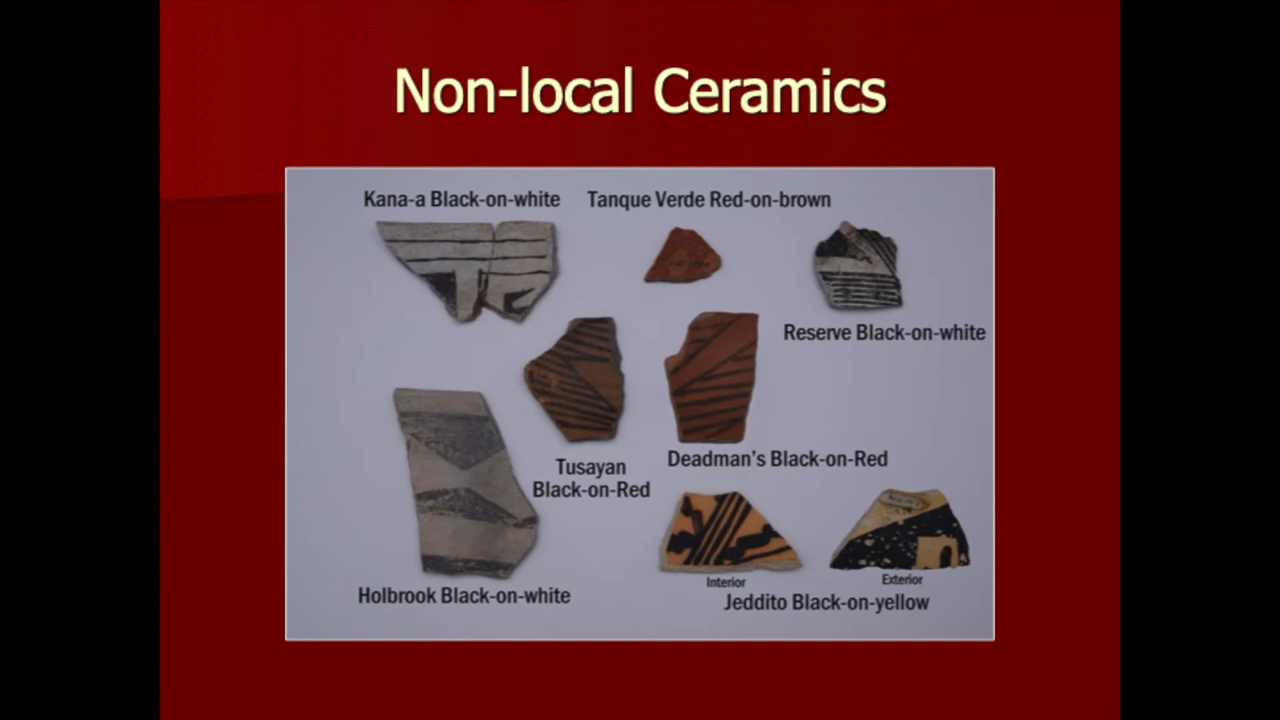 Non-local Ceramics
Kana-a Black-on-white
Tanque Verde Red-on-brown
Reserve Black-on-white
Tusayan
Black-on-Red
Deadman's Black-on-Red
Holbrook Black-on-white
Interior
Exterior
Jeddito Black-on-yellow